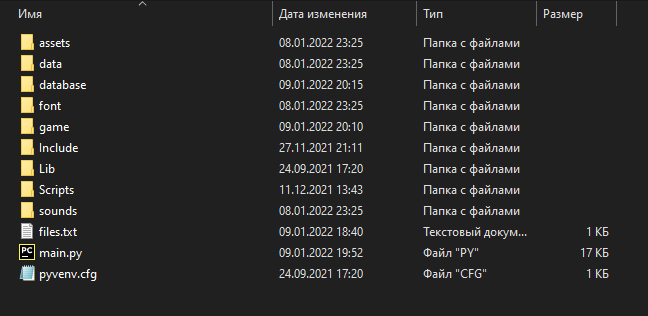 Имя Дата изменения Тип Размер
assets 08.01.2022 23:25 Папка с файлами
data 08.01.2022 23:25 Папка с файлами
database 09.01.2022 20:15 Папка с файлами
font 08.01.2022 23:25 Папка с файлами
game 09.01.2022 20:10 Папка с файлами
Include 27.11.2021 21:11 Папка с файлами
Lib 24.09.2021 17:20 Папка с файлами
Scripts 11.12.2021 13:43 Папка с файлами
sounds 08.01.2022 23:25 Папка с файлами
files.txt 09.01.2022 18:40 Текстовый докум... 1 КБ
PC main.py 09.01.2022 19:52 Файл "PY" 17 КБ
pyvenv.cfg 24.09.2021 17:20 Файл "CFG" 1 КБ